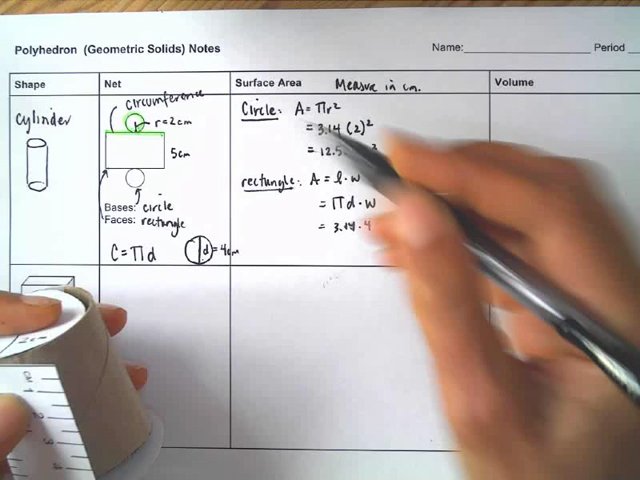 Polyhedron (Geometric Solids) Notes
Name:
Period
Shape
Net
Surface Area
Measure in cm.
Volume
Cylinder
circumference
r=2cm
5cm
Bases: circle
Faces: rectangle
C = πd
d = 4cm
Circle: A = πr²
= 3.14 (2)²
rectangle: A = l · w
= πd · w
= 3.14 · 4
2cm